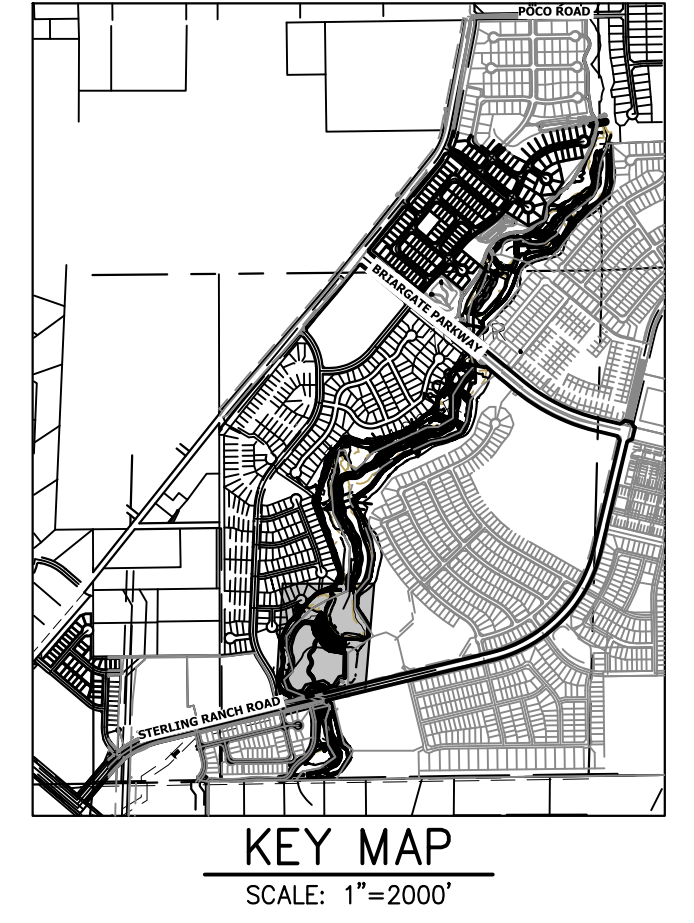 POCO ROAD
BRIARGATE PARKWAY
STERLING RANCH ROAD
KEY MAP
SCALE: 1"=2000'